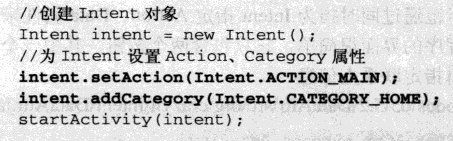 //创建 Intent 对象
Intent intent = new Intent();
//为 Intent 设置 Action、Category 属性
intent.setAction(Intent.ACTION_MAIN);
intent.addCategory(Intent.CATEGORY_HOME);
startActivity(intent);